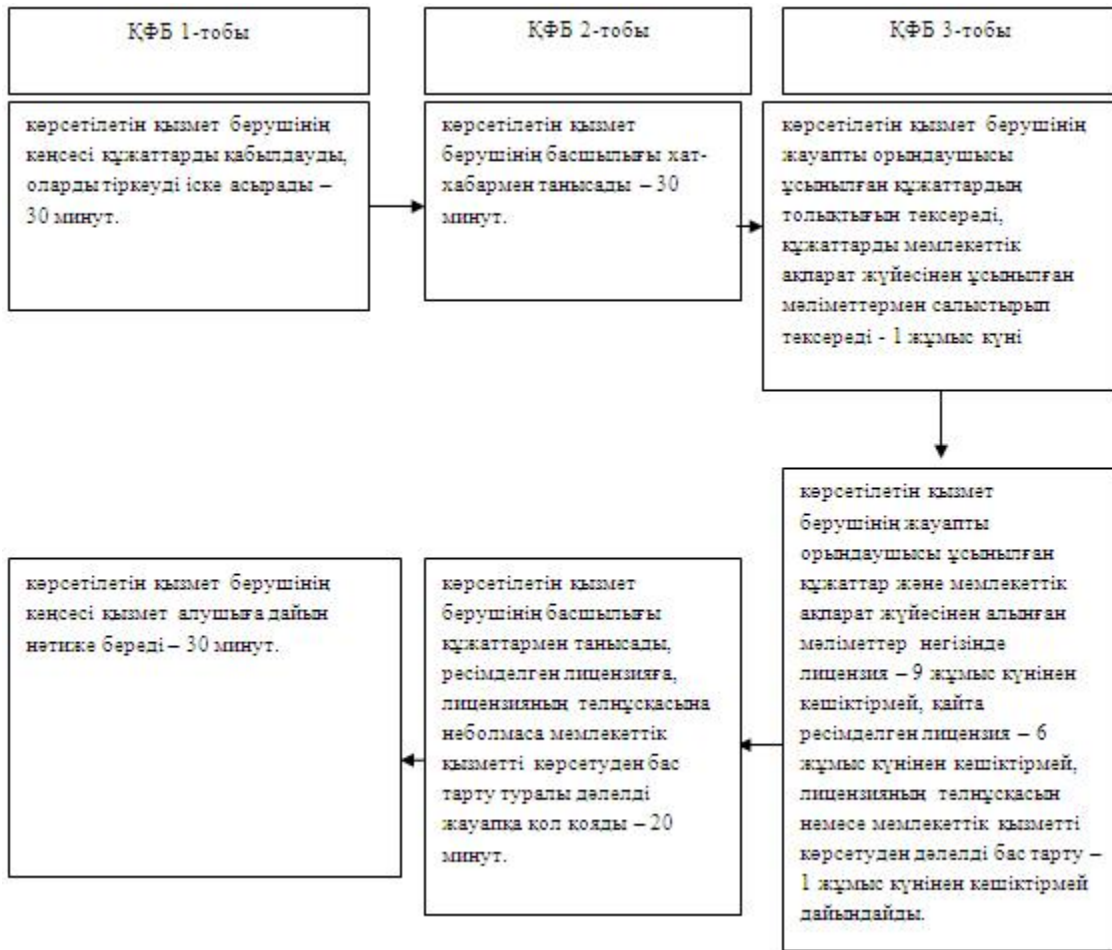 ҚФБ 1-тобы
ҚФБ 2-тобы
ҚФБ 3-тобы
көрсетілетін қызмет берушінің
кеңсесі құжаттарды қабылдауды,
оларды тіркеуді іске асырады –
30 минут.
көрсетілетін қызмет
берушінің басшылығы хат-
хабармен танысады – 30
минут.
көрсетілетін қызмет берушінің
жауапты орындаушысы
ұсынылған құжаттардың
толықтығын тексереді,
құжаттарды мемлекеттік
ақпарат жүйесінен ұсынылған
мәліметтермен салыстырып
тексереді - 1 жұмыс күні
көрсетілетін қызмет
берушінің жауапты
орындаушысы ұсынылған
құжаттар және мемлекеттік
ақпарат жүйесінен алынған
мәліметтер негізінде
лицензия – 9 жұмыс күнінен
кешіктірмей, қайта
ресімделген лицензия – 6
жұмыс күнінен кешіктірмей,
лицензияның телнұсқасын
немесе мемлекеттік қызметті
көрсетуден дәлелді бас тарту –
1 жұмыс күнінен кешіктірмей
дайындайды.
көрсетілетін қызмет
берушінің басшылығы
құжаттармен танысады,
ресімделген лицензияға,
лицензияның телнұсқасына
неболмаса мемлекеттік
қызметті көрсетуден бас
тарту туралы дәлелді
жауапқа қол қояды – 20
минут.
көрсетілетін қызмет берушінің
кеңсесі қызмет алушыға дайын
нәтиже береді – 30 минут.